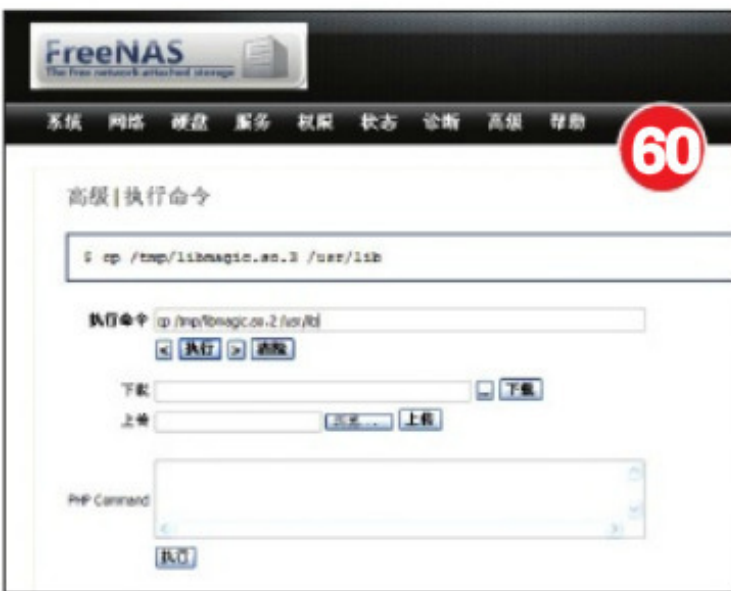 FreeNAS
The free network attached storage
系统 网络 硬盘 服务 权限 状态 诊断 高级 帮助
60
高级|执行命令
$ cp /tmp/libmagic.so.2 /usr/lib
执行命令 cp /tmp/libmagic.so.2 /usr/lib
< 执行 > 清除
下载 ... 下载
上传 浏览... 上载
PHP Command
执行